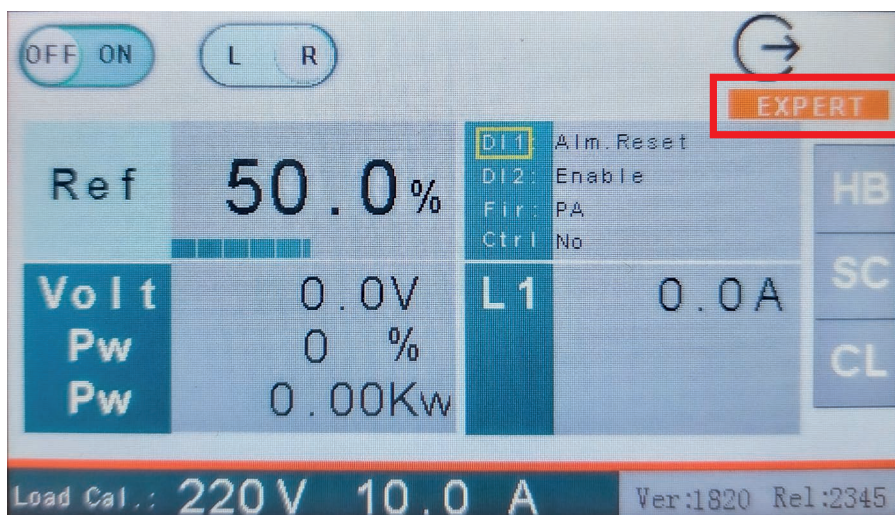 OFF ON
L R
EXPERT
Ref 50.0%
DI1: Alm.Reset
DI2: Enable
Fir: PA
Ctrl No
HB
SC
CL
Volt 0.0V
Pw 0 %
Pw 0.00Kw
L1 0.0A
Load Cal.: 220V 10.0 A
Ver:1820 Rel:2345